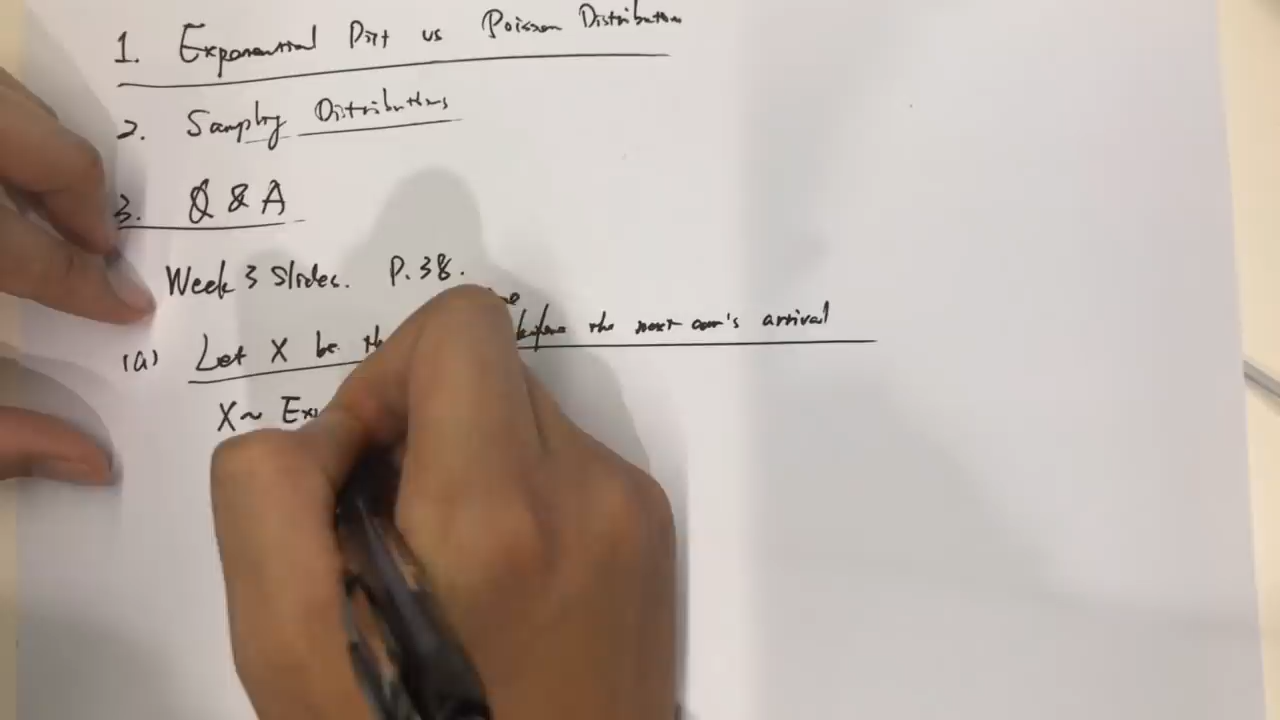 1. Exponential Dist vs Poisson Distribution
2. Sampling Distributions
3. Q & A
Week 3 Slides. P.38.
(a) Let X be th before the next car's arrival
X ~ Ex